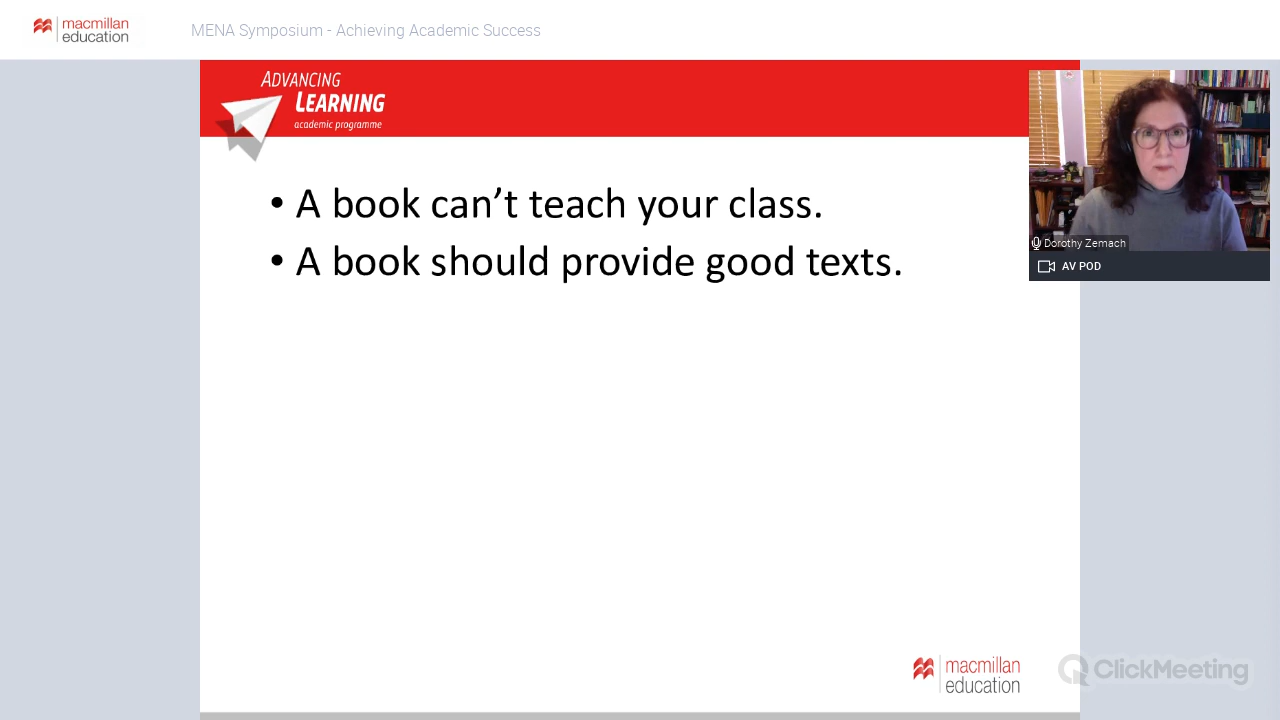 macmillan
education
MENA Symposium - Achieving Academic Success
ADVANCING
LEARNING
academic programme
• A book can't teach your class.
• A book should provide good texts.
Dorothy Zemach
AV POD
macmillan
education
ClickMeeting